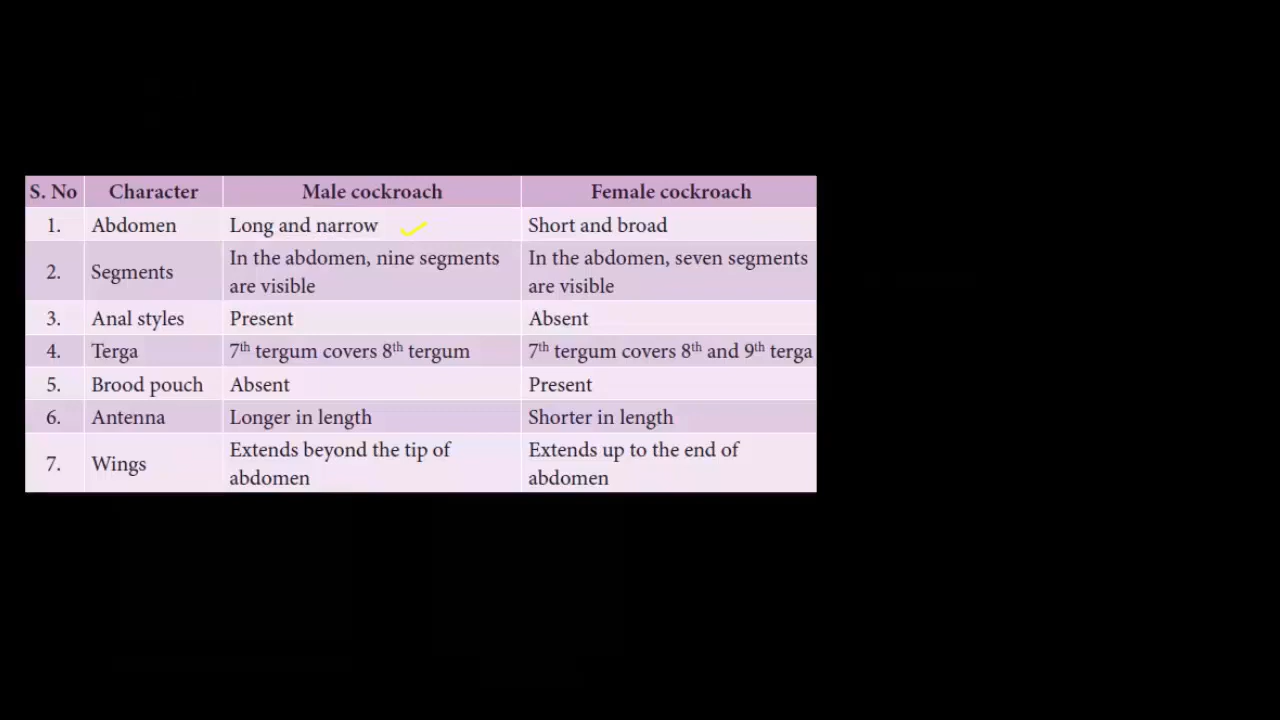 S. No Character Male cockroach Female cockroach
1. Abdomen Long and narrow Short and broad
2. Segments In the abdomen, nine segments are visible In the abdomen, seven segments are visible
3. Anal styles Present Absent
4. Terga 7th tergum covers 8th tergum 7th tergum covers 8th and 9th terga
5. Brood pouch Absent Present
6. Antenna Longer in length Shorter in length
7. Wings Extends beyond the tip of abdomen Extends up to the end of abdomen